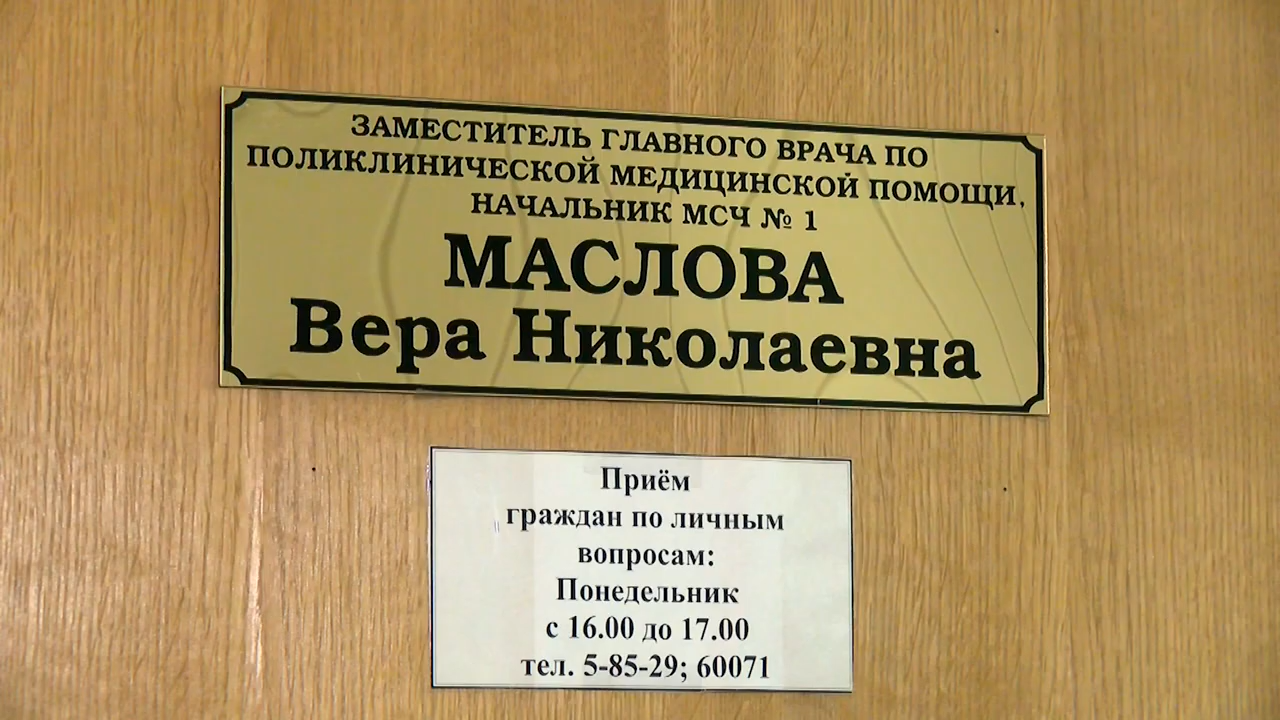 ЗАМЕСТИТЕЛЬ ГЛАВНОГО ВРАЧА ПО
ПОЛИКЛИНИЧЕСКОЙ МЕДИЦИНСКОЙ ПОМОЩИ,
НАЧАЛЬНИК МСЧ № 1
МАСЛОВА
Вера Николаевна
Приём
граждан по личным
вопросам:
Понедельник
с 16.00 до 17.00
тел. 5-85-29; 60071